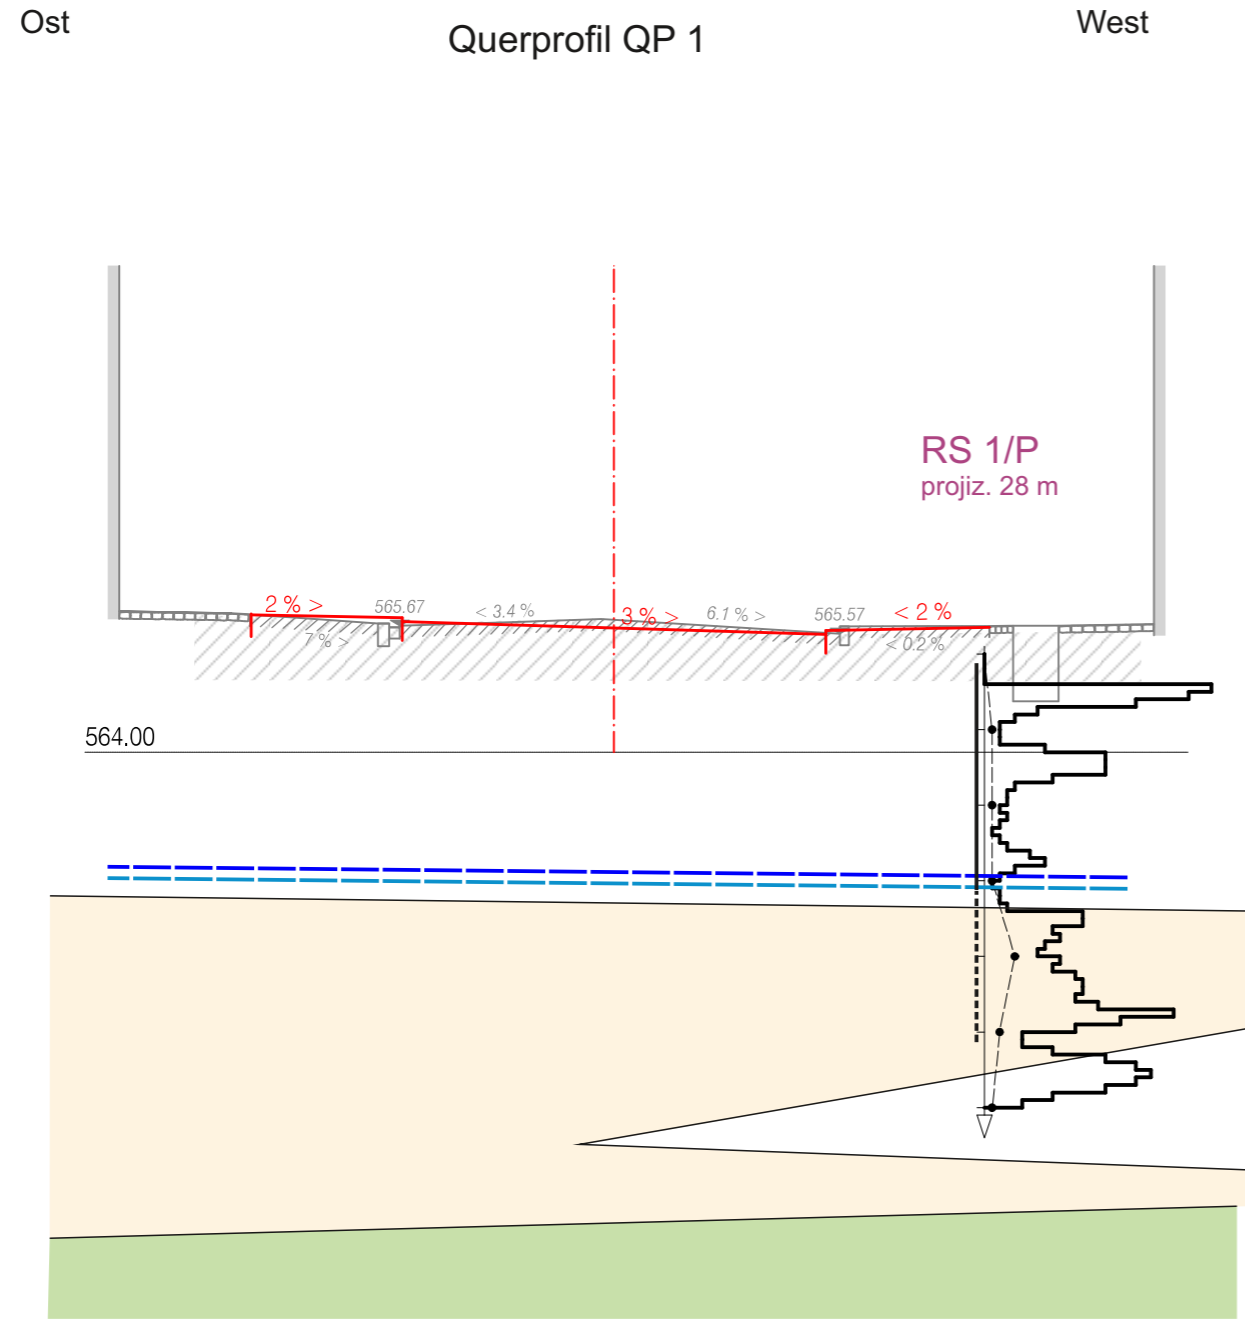 Ost
Querprofil QP 1
West
RS 1/P
projiz. 28 m
2 % >
565.67
< 3.4 %
3 % >
6.1 % >
565.57
< 2 %
7 % >
< 0.2 %
564.00